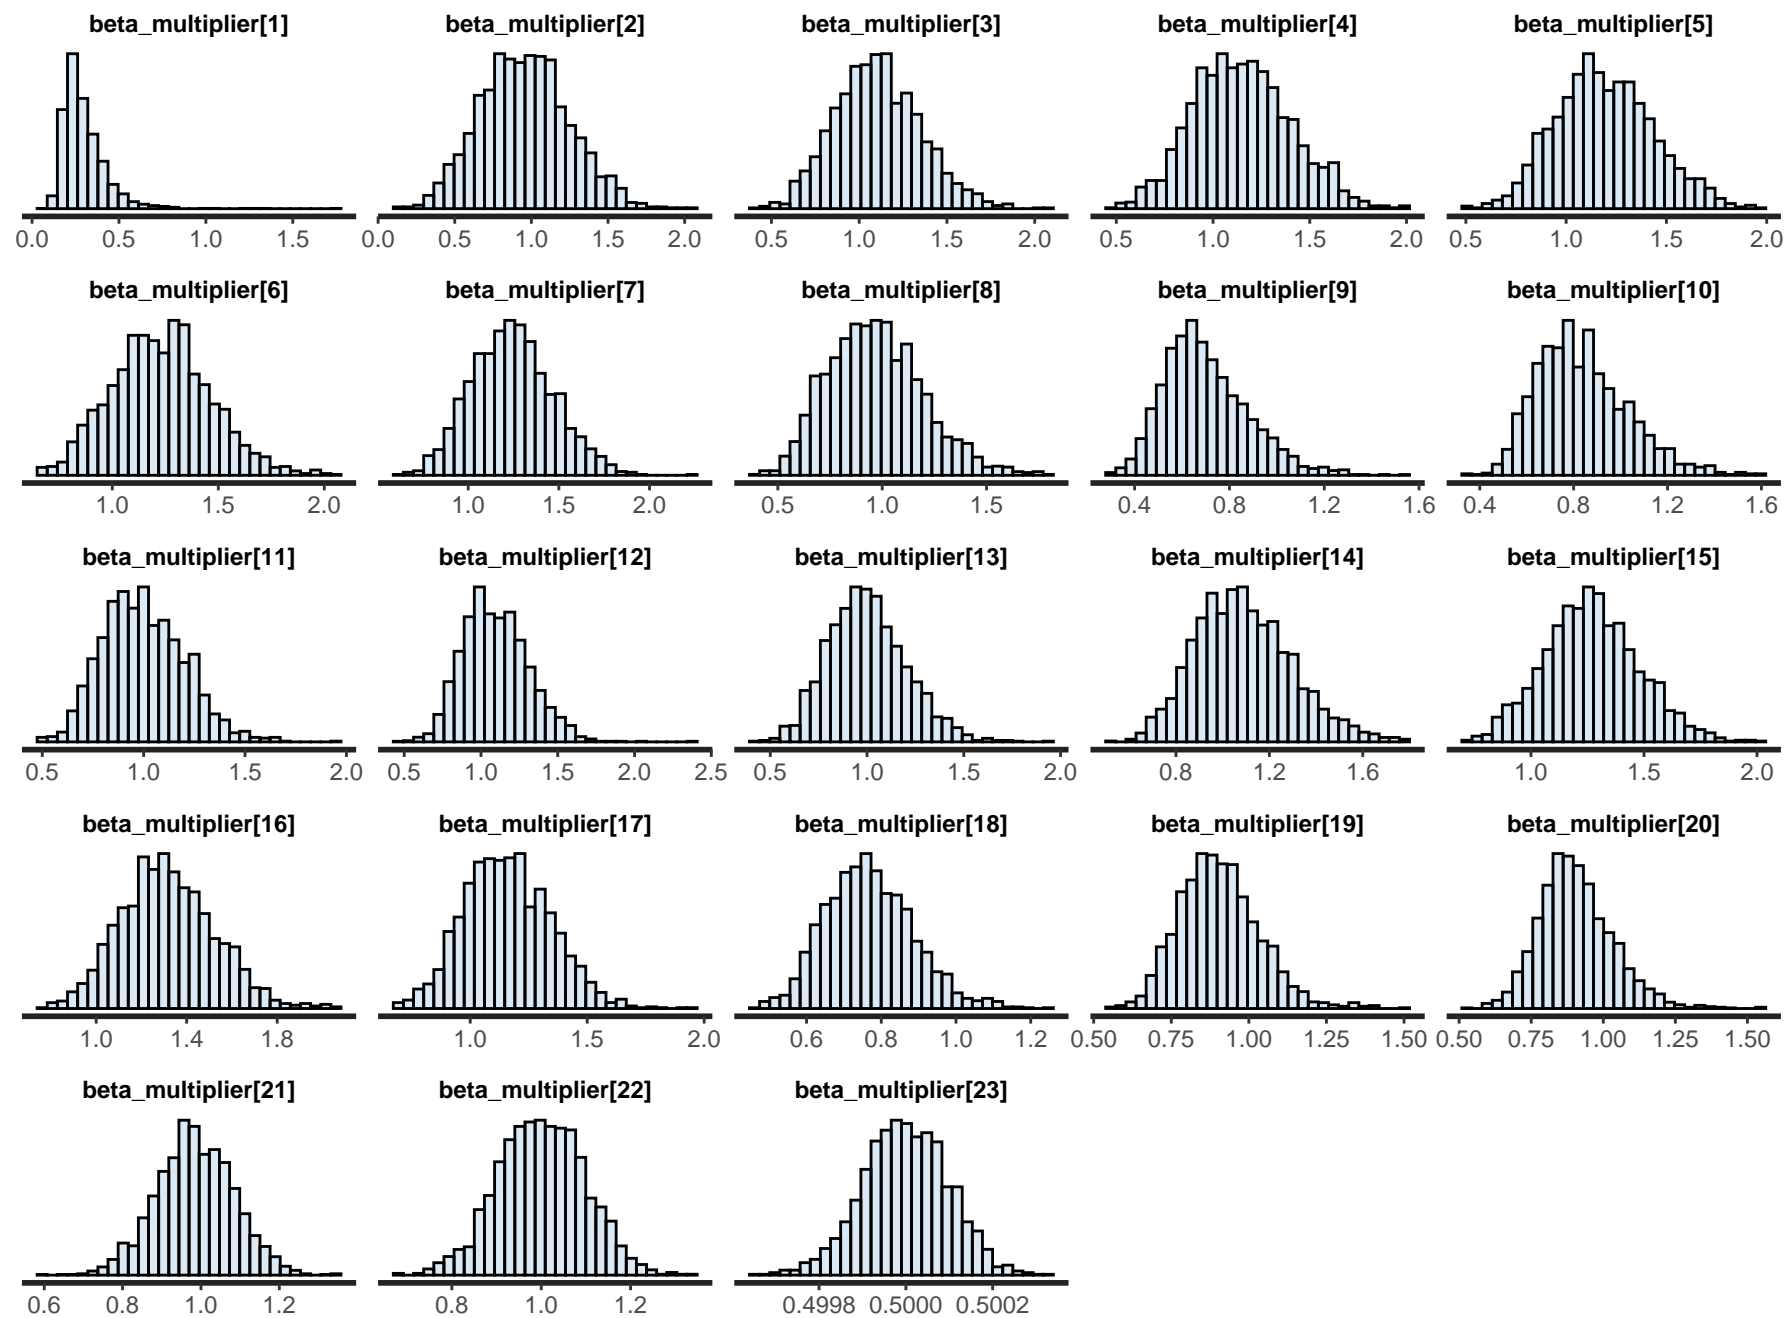 beta_multiplier[1] beta_multiplier[2] beta_multiplier[3] beta_multiplier[4] beta_multiplier[5]
0.0 0.5 1.0 1.5 0.0 0.5 1.0 1.5 2.0 0.5 1.0 1.5 2.0 0.5 1.0 1.5 2.0 0.5 1.0 1.5 2.0
beta_multiplier[6] beta_multiplier[7] beta_multiplier[8] beta_multiplier[9] beta_multiplier[10]
1.0 1.5 2.0 1.0 1.5 2.0 0.5 1.0 1.5 0.4 0.8 1.2 1.6 0.4 0.8 1.2 1.6
beta_multiplier[11] beta_multiplier[12] beta_multiplier[13] beta_multiplier[14] beta_multiplier[15]
0.5 1.0 1.5 2.0 0.5 1.0 1.5 2.0 2.5 0.5 1.0 1.5 2.0 0.8 1.2 1.6 1.0 1.5 2.0
beta_multiplier[16] beta_multiplier[17] beta_multiplier[18] beta_multiplier[19] beta_multiplier[20]
1.0 1.4 1.8 1.0 1.5 2.0 0.6 0.8 1.0 1.2 0.50 0.75 1.00 1.25 1.50 0.50 0.75 1.00 1.25 1.50
beta_multiplier[21] beta_multiplier[22] beta_multiplier[23]
0.6 0.8 1.0 1.2 0.8 1.0 1.2 0.4998 0.5000 0.5002